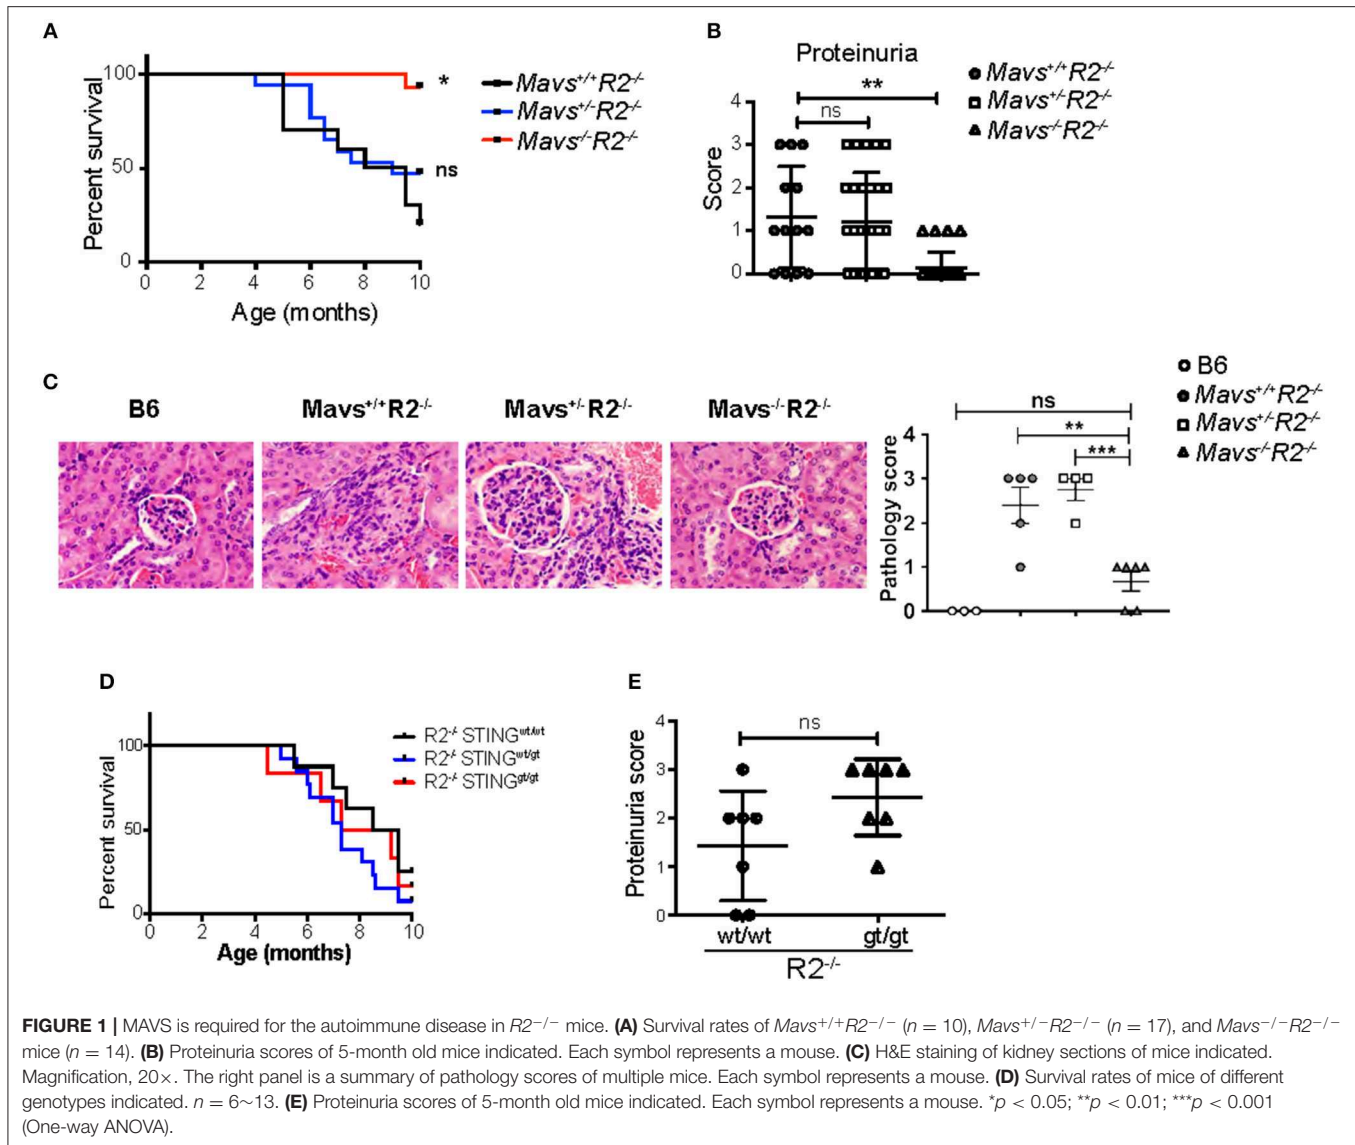 A
100
50
0
Percent survival
0 2 4 6 8 10
Age (months)
*
ns
Mavs+/+R2-/-
Mavs+/-R2-/-
Mavs-/-R2-/-
B
Proteinuria
**
ns
4
3
2
1
0
Score
Mavs+/+R2-/-
Mavs+/-R2-/-
Mavs-/-R2-/-
C
B6 Mavs+/+R2-/- Mavs+/-R2-/- Mavs-/-R2-/-
B6
Mavs+/+R2-/-
Mavs+/-R2-/-
Mavs-/-R2-/-
ns
**
***
4
3
2
1
0
Pathology score
D
100
50
0
Percent survival
0 2 4 6 8 10
Age (months)
R2-/- STINGwt/wt
R2-/- STINGwt/gt
R2-/- STINGgt/gt
E
ns
4
3
2
1
0
Proteinuria score
wt/wt gt/gt
R2-/-
FIGURE 1 | MAVS is required for the autoimmune disease in R2−/− mice. (A) Survival rates of Mavs+/+R2−/− (n = 10), Mavs+/−R2−/− (n = 17), and Mavs−/−R2−/−
mice (n = 14). (B) Proteinuria scores of 5-month old mice indicated. Each symbol represents a mouse. (C) H&E staining of kidney sections of mice indicated.
Magnification, 20×. The right panel is a summary of pathology scores of multiple mice. Each symbol represents a mouse. (D) Survival rates of mice of different
genotypes indicated. n = 6~13. (E) Proteinuria scores of 5-month old mice indicated. Each symbol represents a mouse. *p < 0.05; **p < 0.01; ***p < 0.001
(One-way ANOVA).